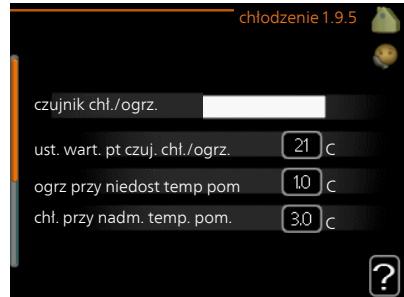 chłodzenie 1.9.5
czujnik chł./ogrz.
ust. wart. pt czuj. chł./ogrz. 21 C
ogrz przy niedost temp pom 1.0 C
chł. przy nadm. temp. pom. 3.0 C
?